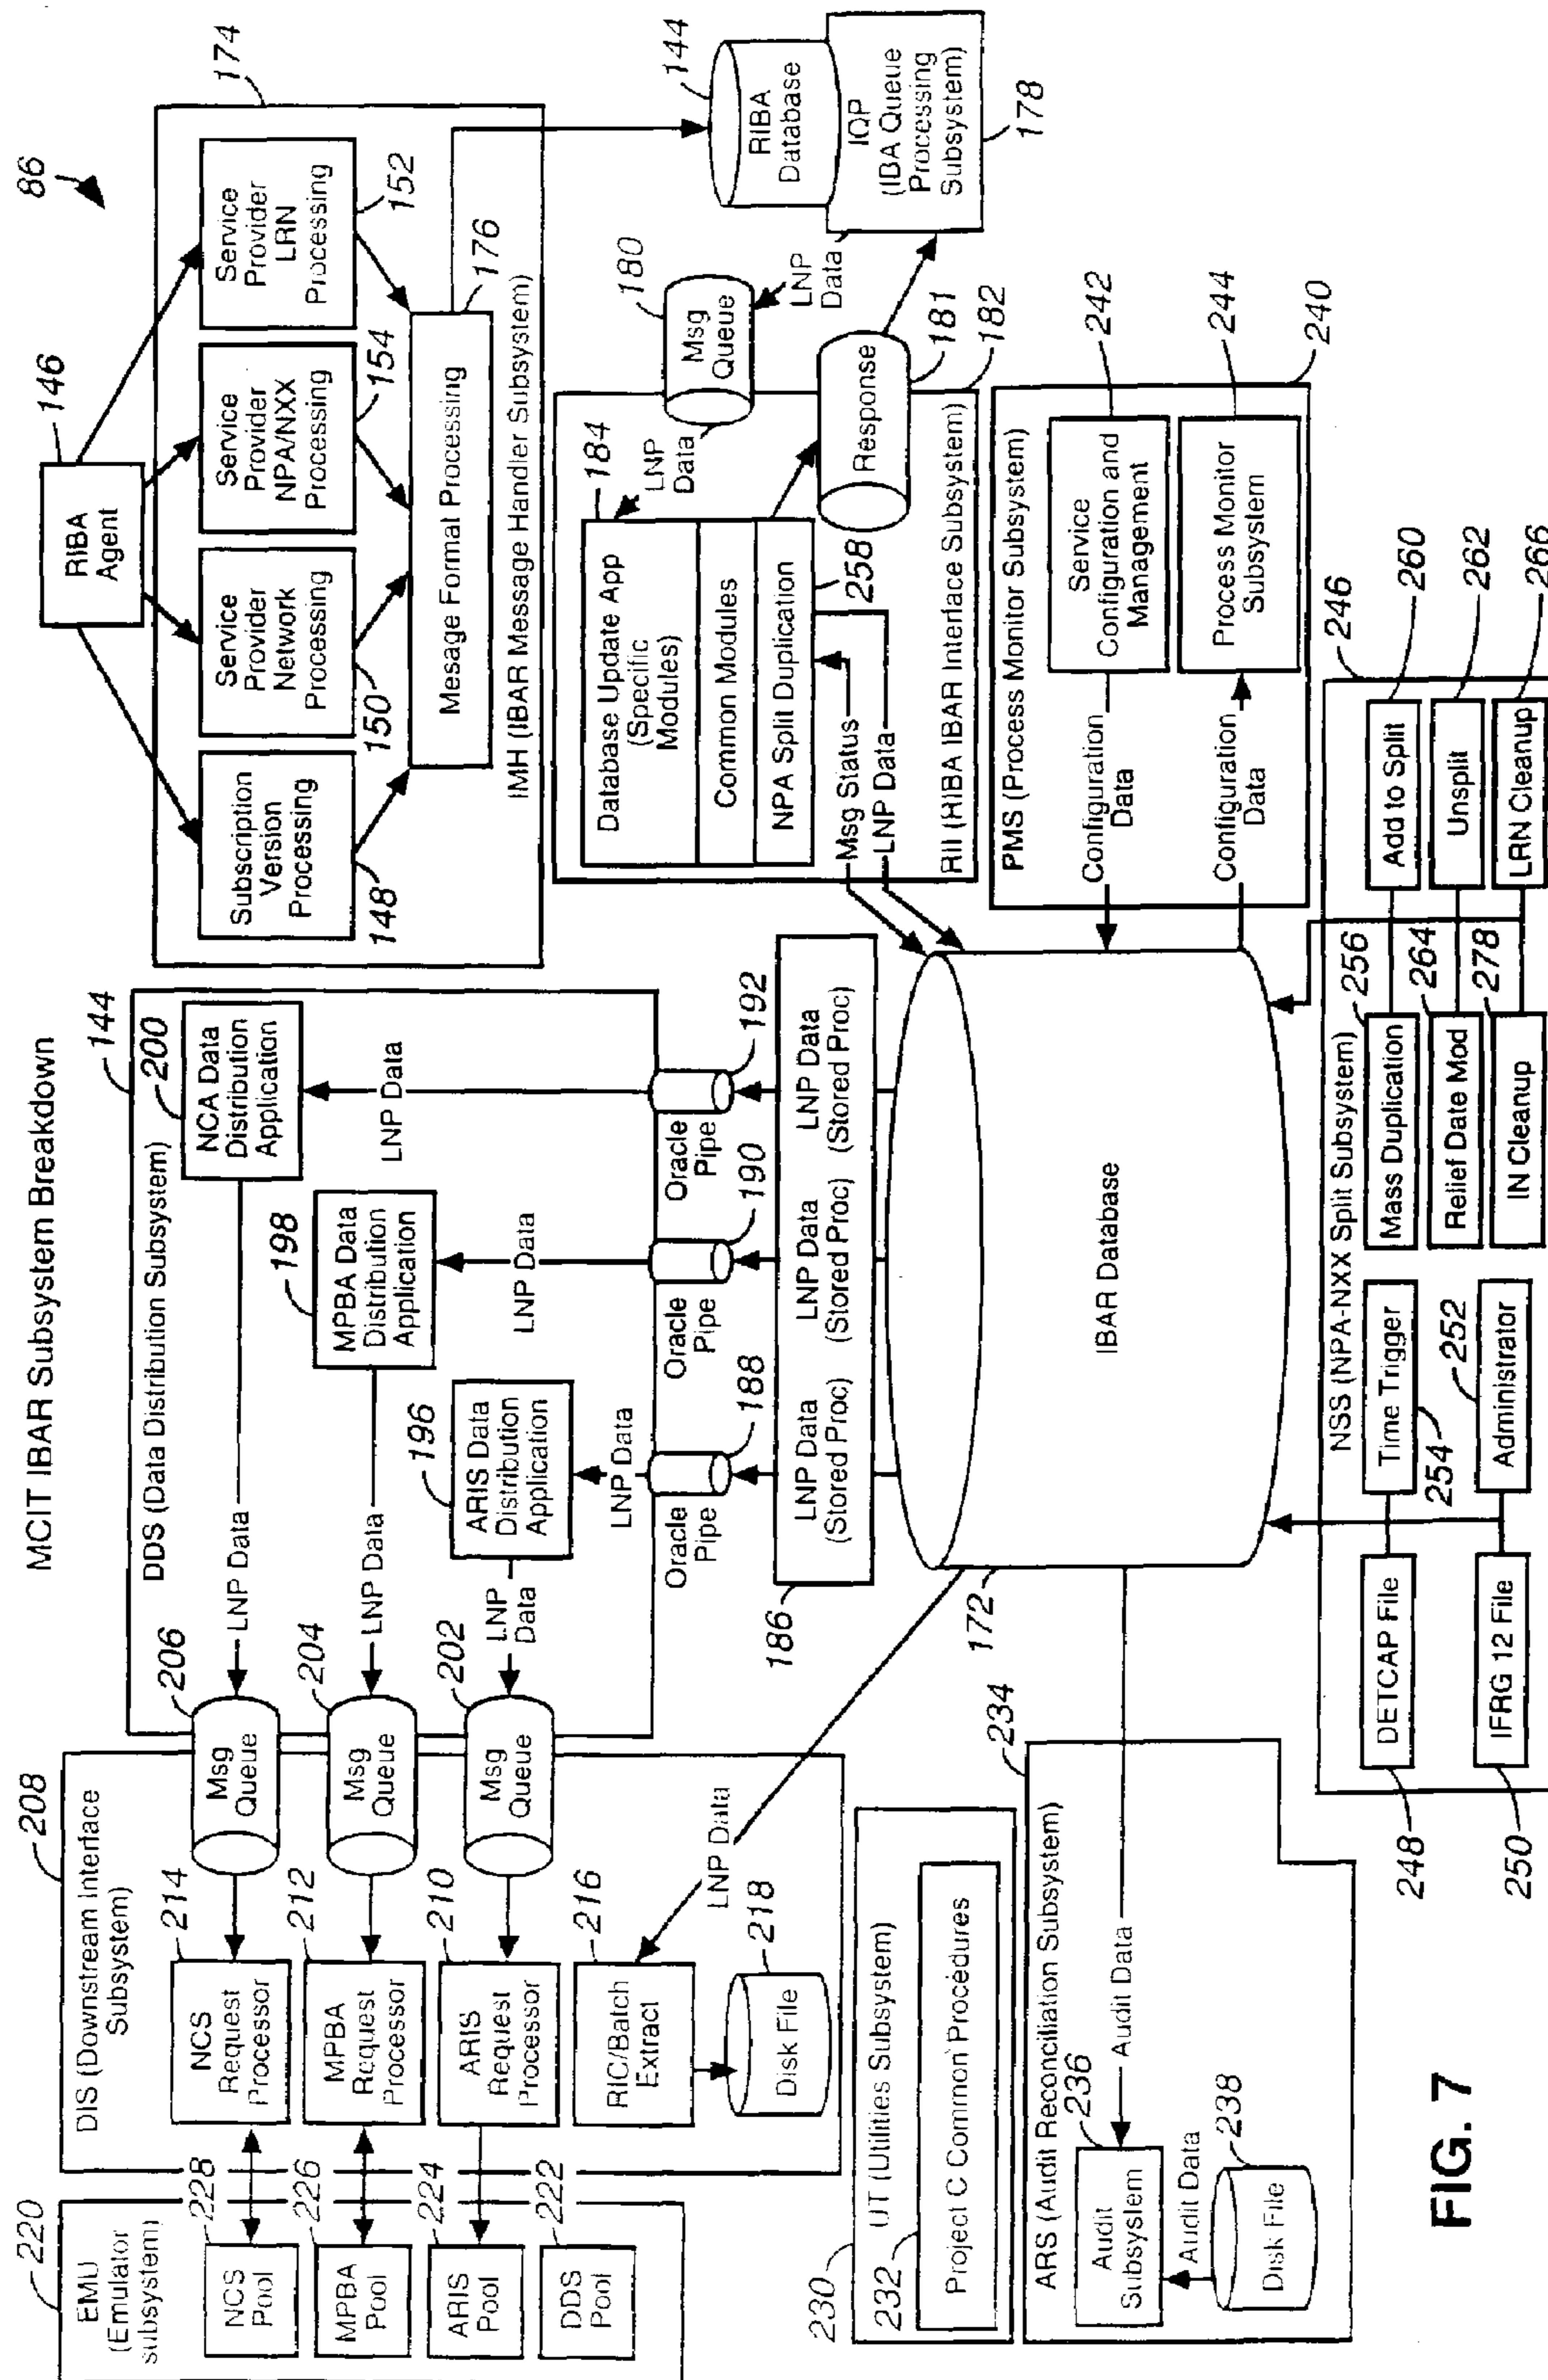 MCIT IBAR Subsystem Breakdown
86
220
EMU
(Emulator
subsystem)
228
NCS
Pool
226
MPBA
Pool
224
ARIS
Pool
222
DDS
Pool
208
DIS (Downstream Interface
Subsystem)
214
NCS
Request
Processor
212
MPBA
Request
Processor
210
ARIS
Request
Processor
216
RIC/Batch
Extract
218
Disk File
206
Msg
Queue
204
Msg
Queue
202
Msg
Queue
LNP Data
LNP Data
LNP
Data
LNP Data
144
DDS (Data Distribution Subsystem)
200
NCA Data
Distribution
Application
198
MPBA Data
Distribution
Application
196
ARIS Data
Distribution
Application
LNP Data
LNP Data
LNP Data
Oracle
Pipe
188
Oracle
Pipe
190
Oracle
Pipe
192
186
LNP Data
(Stored Proc)
LNP Data
(Stored Proc)
LNP Data
(Stored Proc)
172
IBAR Database
146
RIBA
Agent
174
Subscription
Version
Processing
148
Service
Provider
Network
Processing
150
Service
Provider
NPA/NXX
Processing
154
Service
Provider
LRN
Processing
152
Message Formal Processing
176
IMH (IBAR Message Handler Subsystem)
144
RIBA
Database
IQP
(IBA Queue
Processing
Subsystem)
178
180
Msg
Queue
LNP
Data
LNP
Data
184
Database Update App
(Specific
Modules)
Common Modules
NPA Split Duplication
258
Response
181
182
Msg Status
LNP Data
RII (RIBA IBAR Interface Subsystem)
PMS (Process Monitor Subsystem)
Service
Configuration and
Management
242
Process Monitor
Subsystem
244
240
Configuration
Data
Configuration
Data
230
UT (Utilities Subsystem)
232
Project C Common Procedures
234
ARS (Audit Reconciliation Subsystem)
236
Audit
Subsystem
Audit Data
Audit Data
238
Disk File
246
NSS (NPA-NXX Split Subsystem)
DETCAP File
248
IFRG 12 File
250
Time Trigger
254
252
Administrator
256
Mass Duplication
264
Relief Date Mod
278
IN Cleanup
Add to Split
260
Unsplit
262
LRN Cleanup
266
FIG. 7